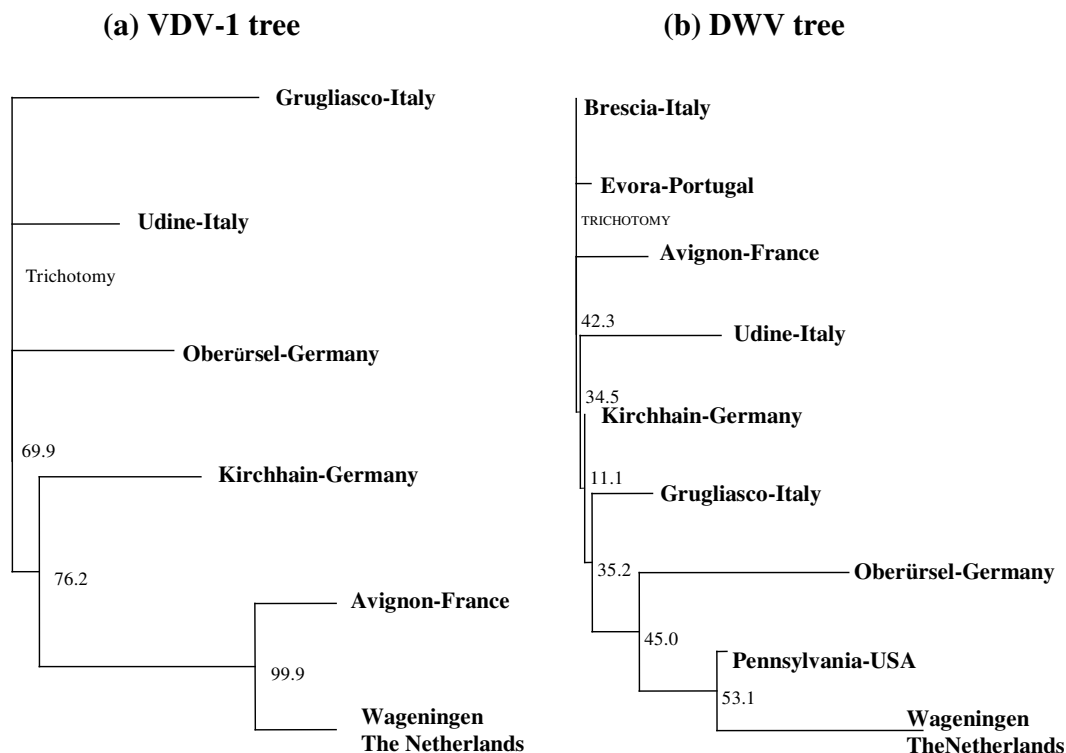 (a) VDV-1 tree
Grugliasco-Italy
Udine-Italy
Trichotomy
Oberürsel-Germany
69.9
Kirchhain-Germany
76.2
Avignon-France
99.9
Wageningen
The Netherlands
(b) DWV tree
Brescia-Italy
Evora-Portugal
TRICHOTOMY
Avignon-France
42.3
Udine-Italy
34.5
Kirchhain-Germany
11.1
Grugliasco-Italy
35.2
Oberürsel-Germany
45.0
Pennsylvania-USA
53.1
Wageningen
TheNetherlands